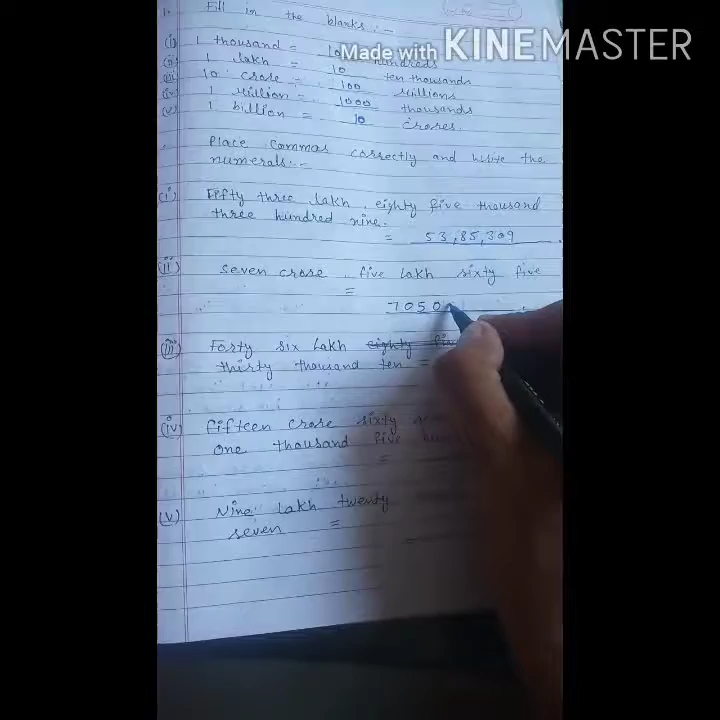 1. Fill in the blanks :-
(i) 1 thousand = 10 hundreds
Made with KINEMASTER
(ii) 1 lakh = 10 ten thousands
(iii) 10 crore = 100 Millions
(iv) 1 Million = 1000 thousands
(v) 1 billion = 10 crores.
Place commas correctly and write the
numerals :-
(i) Fifty three lakh, eighty five thousand
three hundred nine.
= 53,85,309
(ii) Seven crore, five lakh sixty five
=
7050
(iii) Forty six lakh
thirty thousand ten =
(iv) fifteen crore sixty
one thousand five
=
(v) Nine lakh twenty
seven =
=